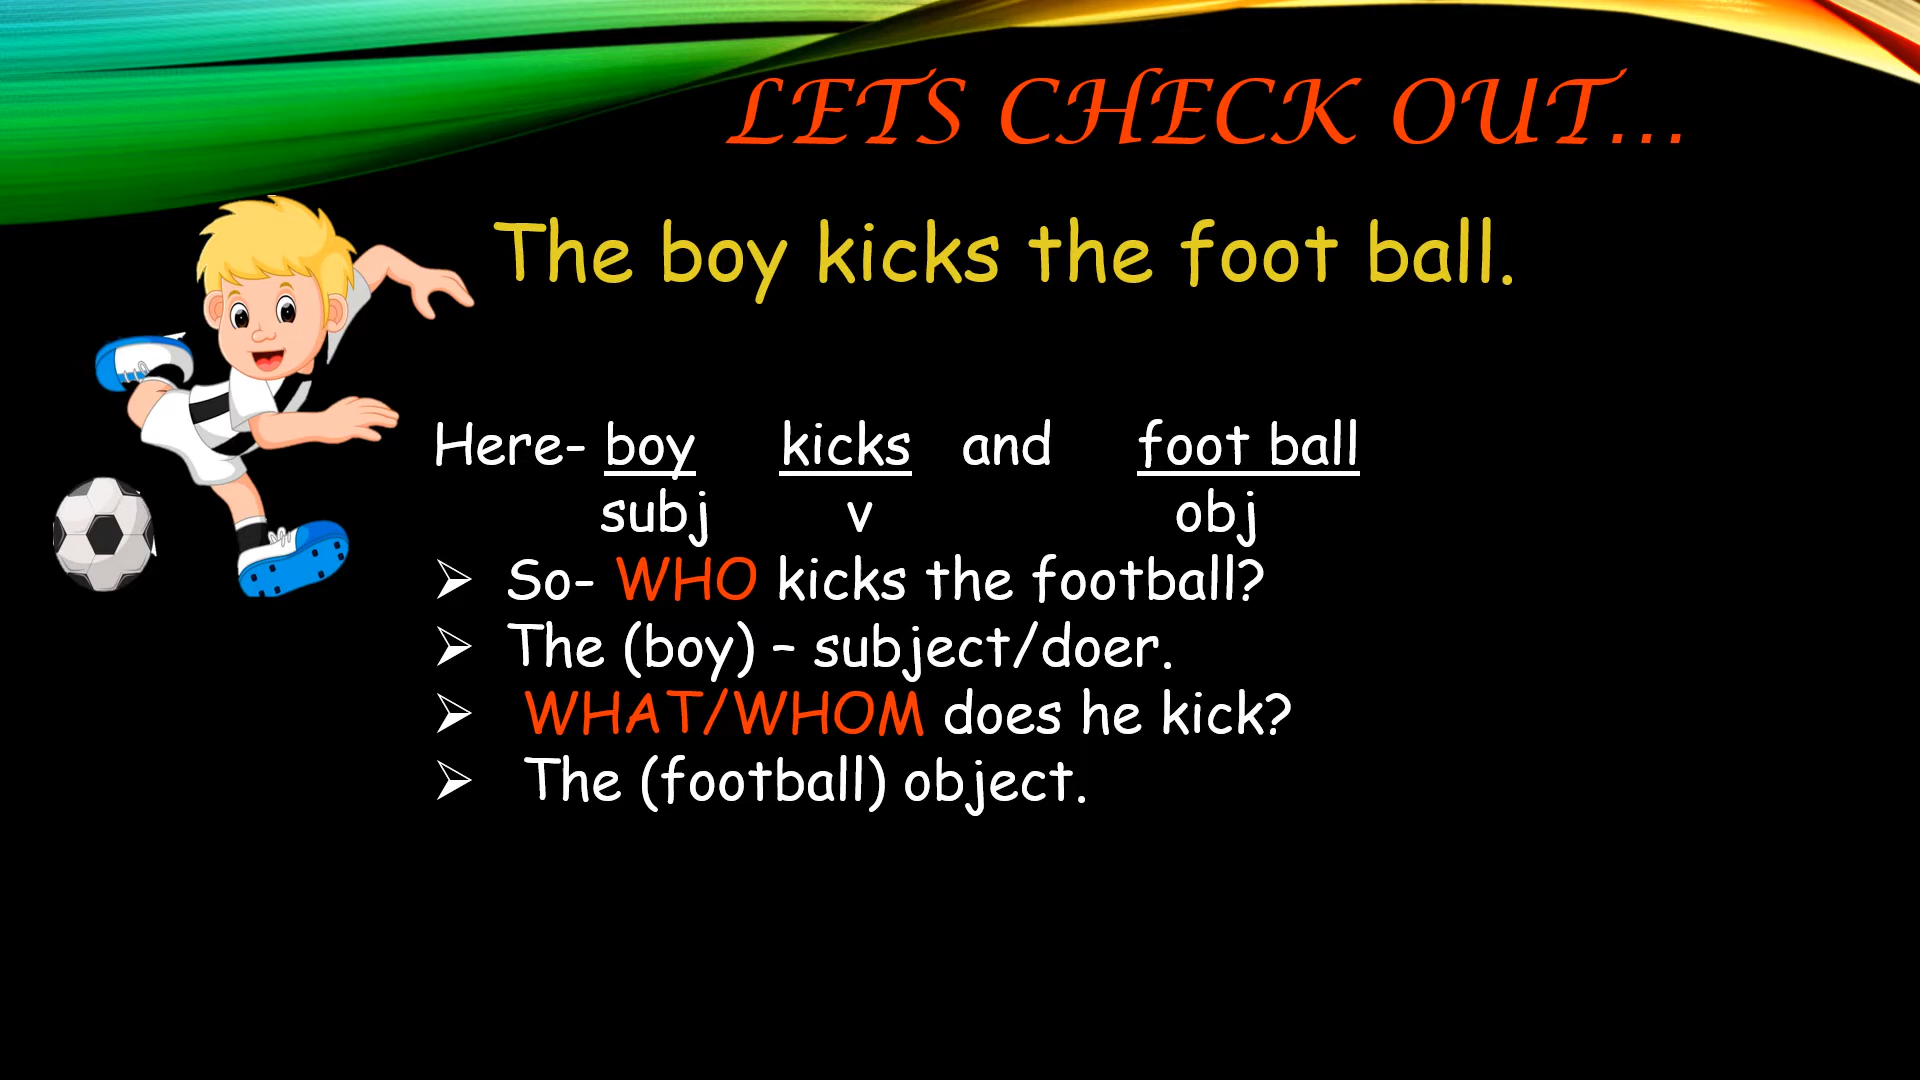 LETS CHECK OUT...
The boy kicks the foot ball.
Here- boy kicks and foot ball
subj v obj
➢ So- WHO kicks the football?
➢ The (boy) – subject/doer.
➢ WHAT/WHOM does he kick?
➢ The (football) object.